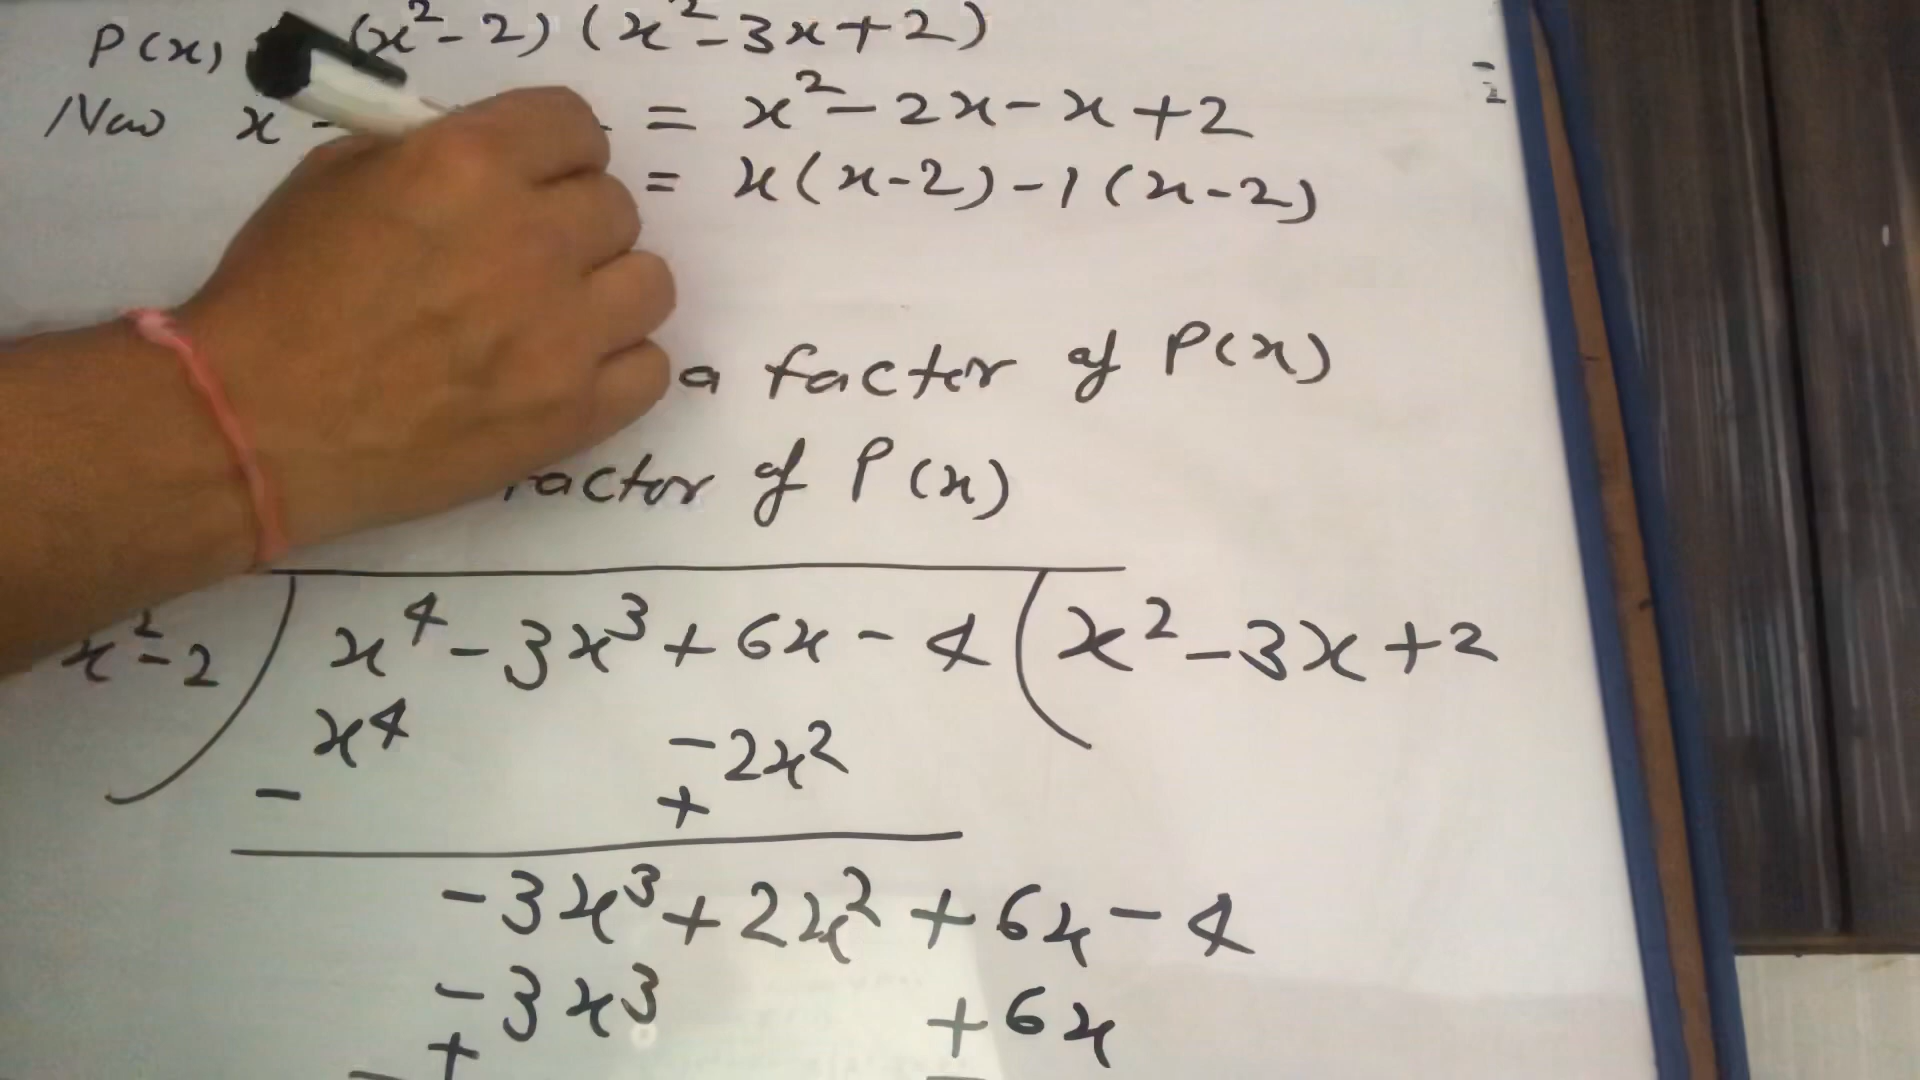 P(x) (x²-2) (x²-3x+2)
Now x - = x²-2x-x+2
= x(x-2)-1(x-2)
a factor of P(x)
factor of P(x)
x²-2 ) x⁴-3x³+6x-4 ( x²-3x+2
x⁴ -2x²
- +
-3x³+2x²+6x-4
-3x³ +6x
+ -